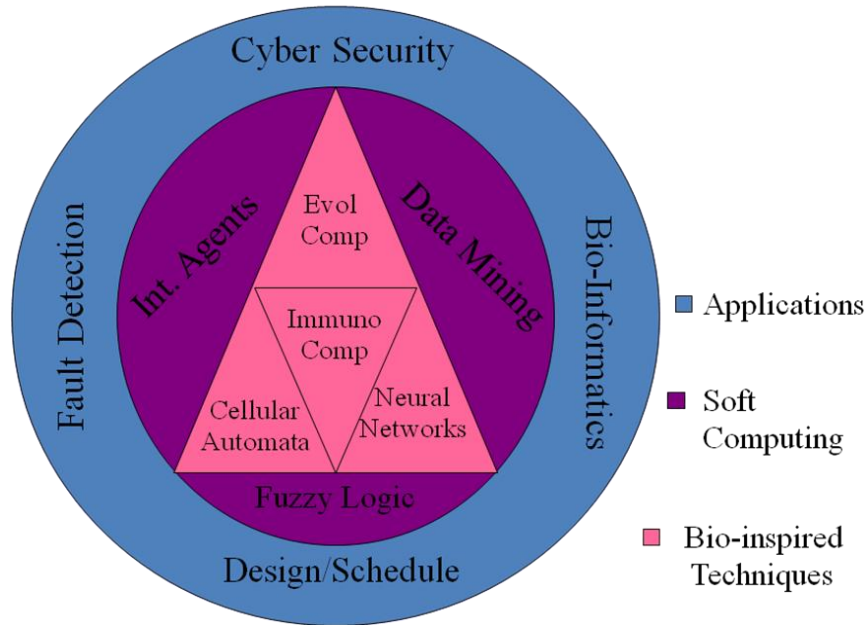 Cyber Security
Fault Detection
Int. Agents
Evol
Comp
Data Mining
Bio-Informatics
Immuno
Comp
Cellular
Automata
Neural
Networks
Fuzzy Logic
Design/Schedule
Applications
Soft
Computing
Bio-inspired
Techniques